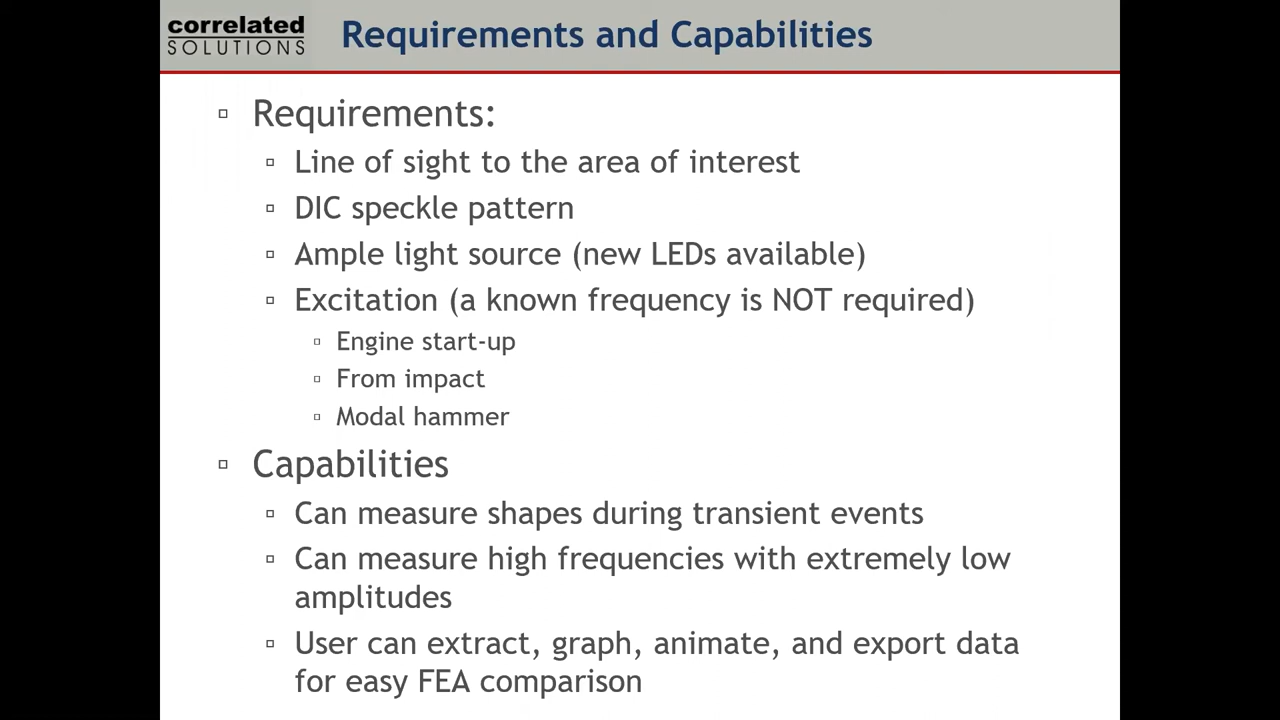 correlated
SOLUTIONS
Requirements and Capabilities
Requirements:
Line of sight to the area of interest
DIC speckle pattern
Ample light source (new LEDs available)
Excitation (a known frequency is NOT required)
Engine start-up
From impact
Modal hammer
Capabilities
Can measure shapes during transient events
Can measure high frequencies with extremely low
amplitudes
User can extract, graph, animate, and export data
for easy FEA comparison